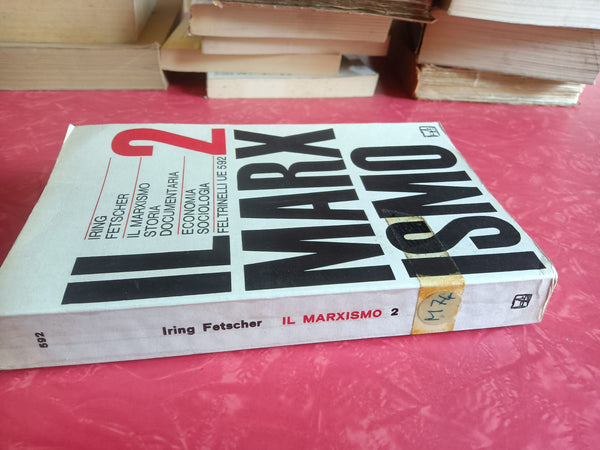 IRING
FETSCHER
IL MARXISMO
STORIA
DOCUMENTARIA
ECONOMIA
SOCIOLOGIA
FELTRINELLI UE 592
2
IL
MARX
ISMO
592
Iring Fetscher IL MARXISMO 2